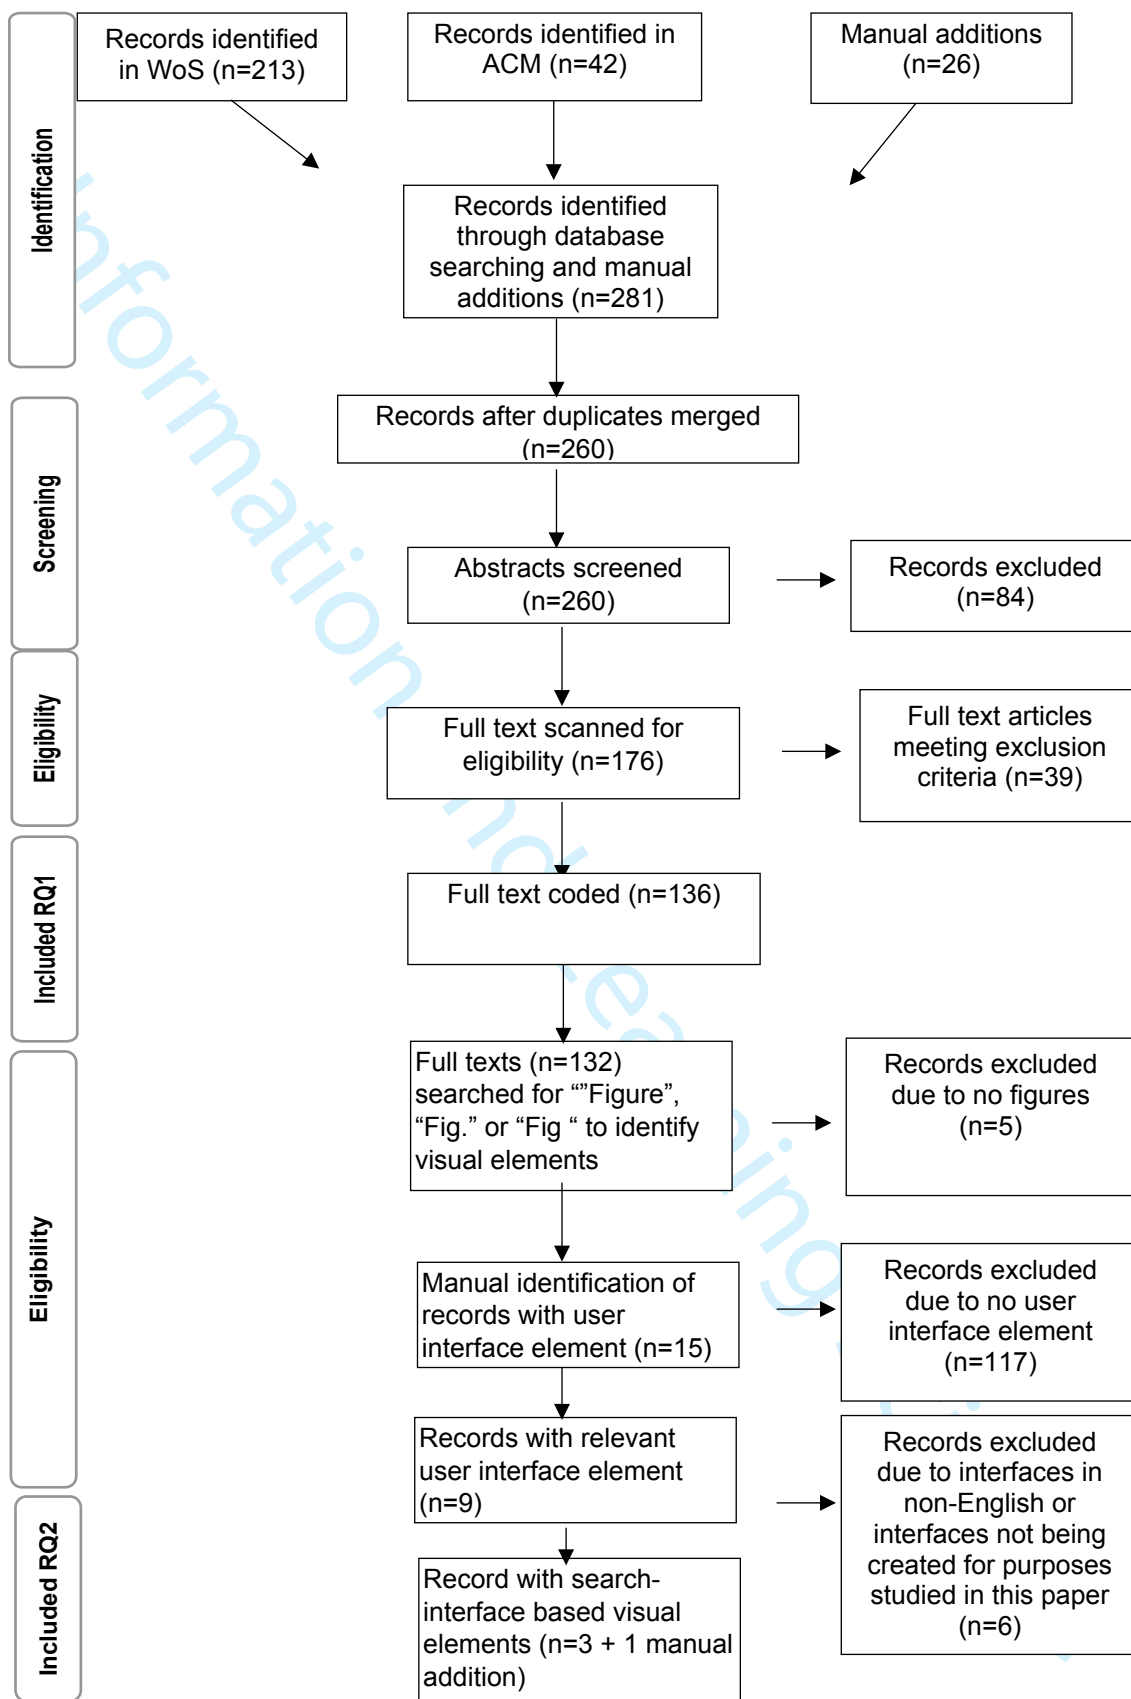 Identification
Records identified
in WoS (n=213)
Records identified in
ACM (n=42)
Manual additions
(n=26)
Records identified
through database
searching and manual
additions (n=281)
Screening
Records after duplicates merged
(n=260)
Abstracts screened
(n=260)
Records excluded
(n=84)
Eligibility
Full text scanned for
eligibility (n=176)
Full text articles
meeting exclusion
criteria (n=39)
Included RQ1
Full text coded (n=136)
Eligibility
Full texts (n=132)
searched for “”Figure”,
“Fig.” or “Fig “ to identify
visual elements
Records excluded
due to no figures
(n=5)
Manual identification of
records with user
interface element (n=15)
Records excluded
due to no user
interface element
(n=117)
Records with relevant
user interface element
(n=9)
Records excluded
due to interfaces in
non-English or
interfaces not being
created for purposes
studied in this paper
(n=6)
Included RQ2
Record with search-
interface based visual
elements (n=3 + 1 manual
addition)
Information and Learning